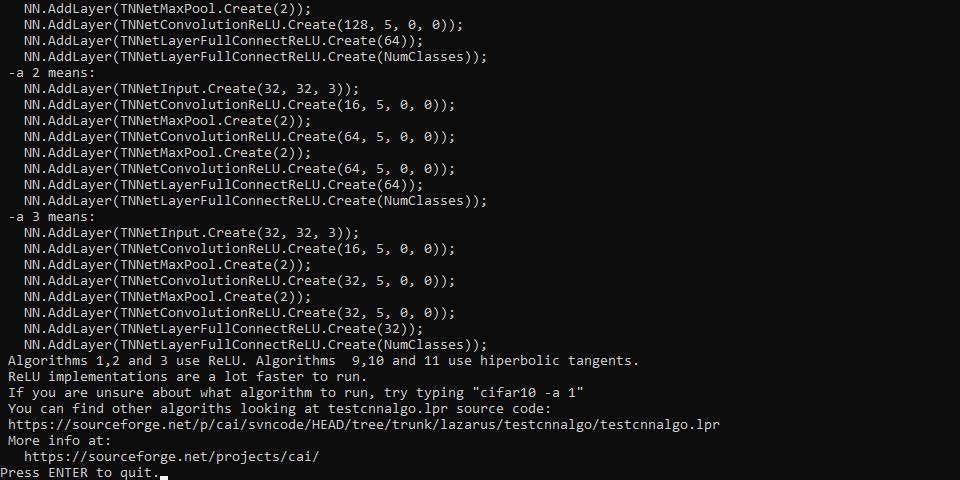 NN.AddLayer(TNNetMaxPool.Create(2));
NN.AddLayer(TNNetConvolutionReLU.Create(128, 5, 0, 0));
NN.AddLayer(TNNetLayerFullConnectReLU.Create(64));
NN.AddLayer(TNNetLayerFullConnectReLU.Create(NumClasses));
-a 2 means:
NN.AddLayer(TNNetInput.Create(32, 32, 3));
NN.AddLayer(TNNetConvolutionReLU.Create(16, 5, 0, 0));
NN.AddLayer(TNNetMaxPool.Create(2));
NN.AddLayer(TNNetConvolutionReLU.Create(64, 5, 0, 0));
NN.AddLayer(TNNetMaxPool.Create(2));
NN.AddLayer(TNNetConvolutionReLU.Create(64, 5, 0, 0));
NN.AddLayer(TNNetLayerFullConnectReLU.Create(64));
NN.AddLayer(TNNetLayerFullConnectReLU.Create(NumClasses));
-a 3 means:
NN.AddLayer(TNNetInput.Create(32, 32, 3));
NN.AddLayer(TNNetConvolutionReLU.Create(16, 5, 0, 0));
NN.AddLayer(TNNetMaxPool.Create(2));
NN.AddLayer(TNNetConvolutionReLU.Create(32, 5, 0, 0));
NN.AddLayer(TNNetMaxPool.Create(2));
NN.AddLayer(TNNetConvolutionReLU.Create(32, 5, 0, 0));
NN.AddLayer(TNNetLayerFullConnectReLU.Create(32));
NN.AddLayer(TNNetLayerFullConnectReLU.Create(NumClasses));
Algorithms 1,2 and 3 use ReLU. Algorithms  9,10 and 11 use hiperbolic tangents.
ReLU implementations are a lot faster to run.
If you are unsure about what algorithm to run, try typing "cifar10 -a 1"
You can find other algoriths looking at testcnnalgo.lpr source code:
https://sourceforge.net/p/cai/svncode/HEAD/tree/trunk/lazarus/testcnnalgo/testcnnalgo.lpr
More info at:
https://sourceforge.net/projects/cai/
Press ENTER to quit.